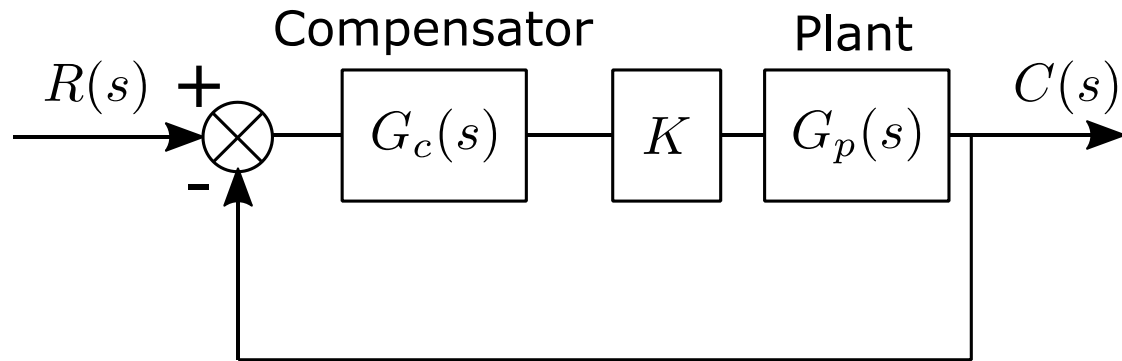 Compensator
Plant
R(s)
+
-
G_c(s)
K
G_p(s)
C(s)